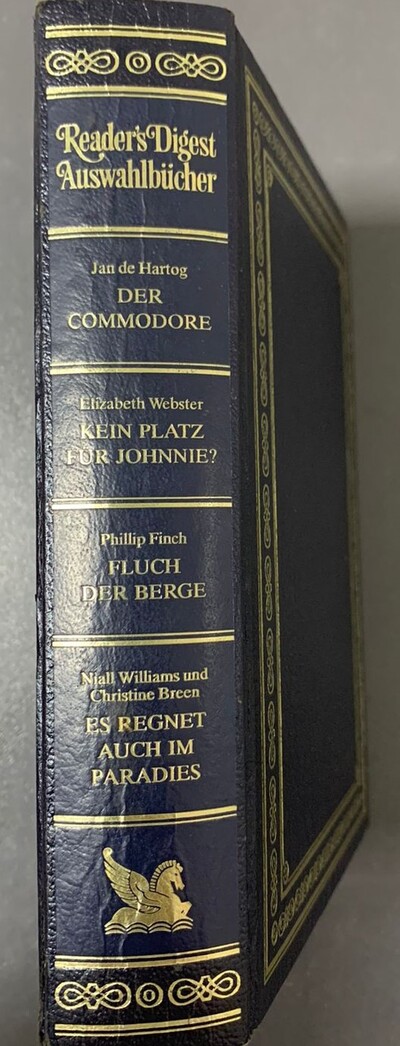 Reader's Digest
Auswahlbücher
Jan de Hartog
DER
COMMODORE
Elizabeth Webster
KEIN PLATZ
FÜR JOHNNIE?
Phillip Finch
FLUCH
DER BERGE
Niall Williams und
Christine Breen
ES REGNET
AUCH IM
PARADIES